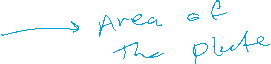 Area of
The plate